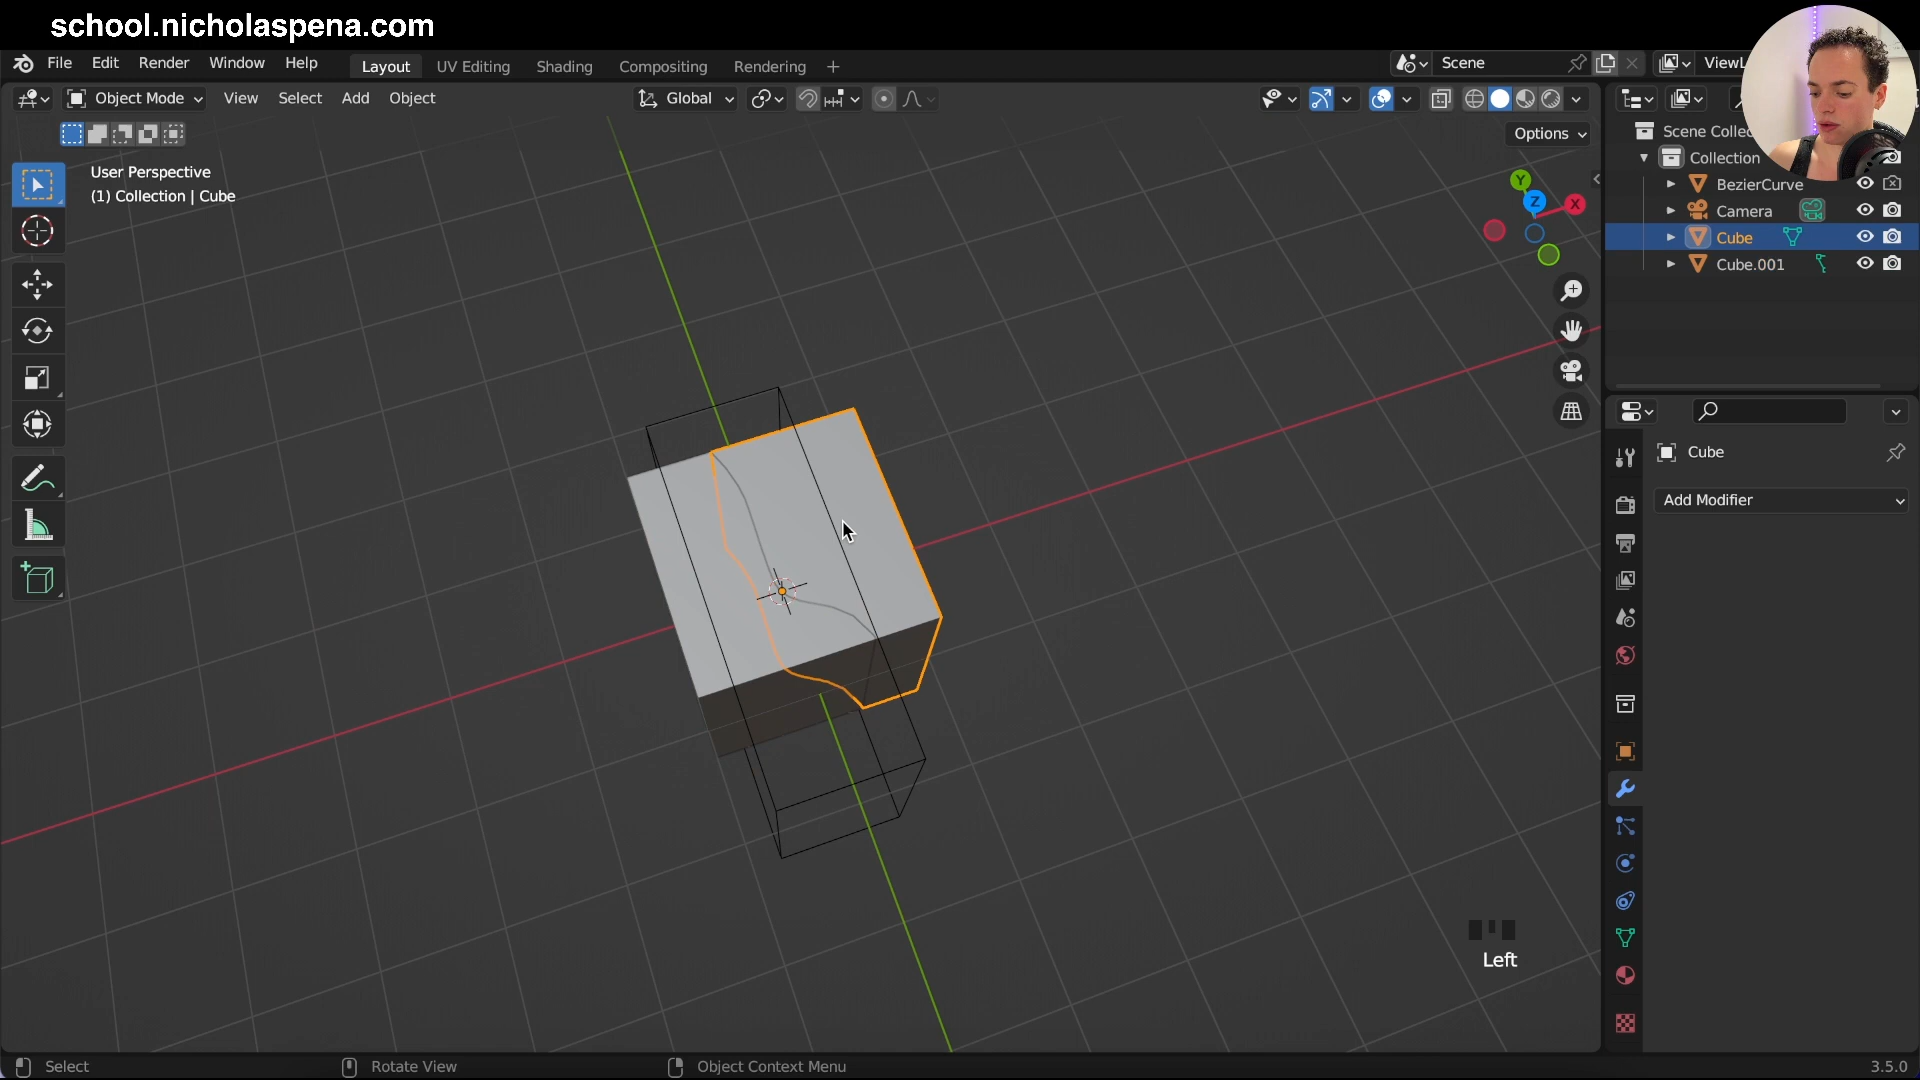 school.nicholaspena.com
File Edit Render Window Help Layout UV Editing Shading Compositing Rendering + Scene
Object Mode View Select Add Object Global
Options
User Perspective
(1) Collection | Cube
Y
Z
X
Collection
BezierCurve
Camera
Cube
Cube.001
Cube
Add Modifier
Left
Select Rotate View Object Context Menu 3.5.0